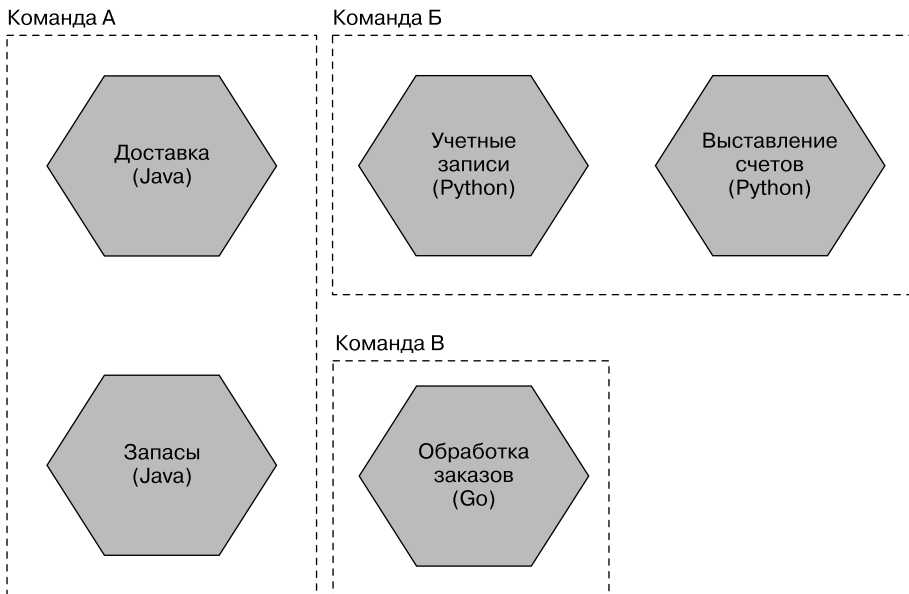 Команда А
Доставка
(Java)
Запасы
(Java)
Команда Б
Учетные
записи
(Python)
Выставление
счетов
(Python)
Команда В
Обработка
заказов
(Go)